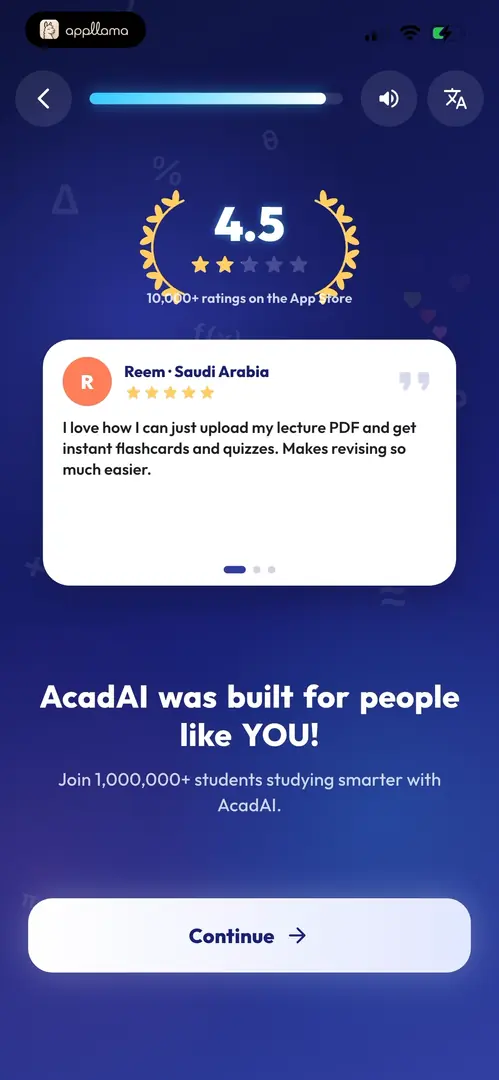 appllama
θ
%
Δ
4.5
10,000+ ratings on the App Store
f(x)
R
Reem · Saudi Arabia
I love how I can just upload my lecture PDF and get
instant flashcards and quizzes. Makes revising so
much easier.
AcadAI was built for people
like YOU!
Join 1,000,000+ students studying smarter with
AcadAI.
π
Continue →